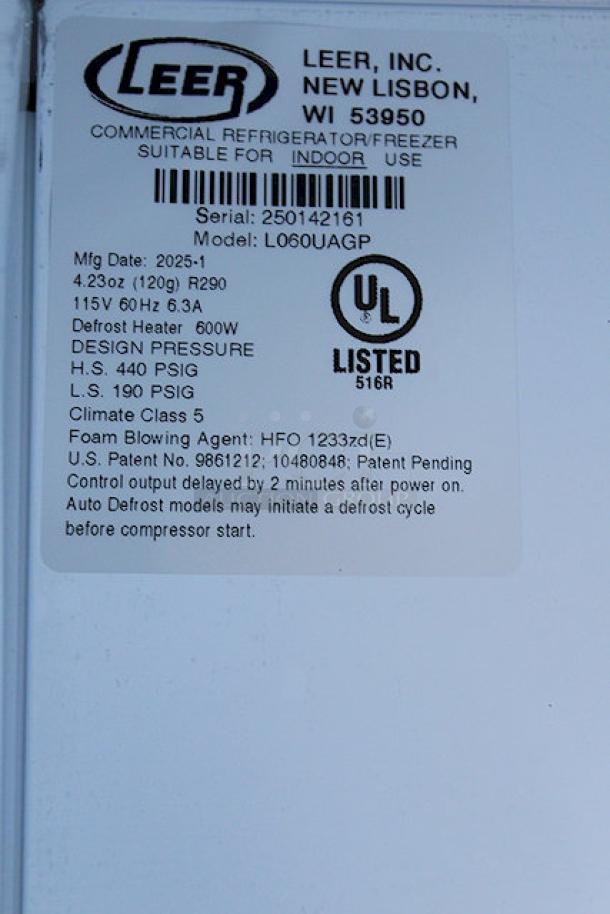 LEER
LEER, INC.
NEW LISBON,
WI 53950
COMMERCIAL REFRIGERATOR/FREEZER
SUITABLE FOR INDOOR USE
Serial: 250142161
Model: L060UAGP
Mfg Date: 2025-1
4.23oz (120g) R290
115V 60Hz 6.3A
Defrost Heater 600W
DESIGN PRESSURE
H.S. 440 PSIG
L.S. 190 PSIG
UL
®
LISTED
516R
Climate Class 5
Foam Blowing Agent: HFO 1233zd(E)
U.S. Patent No. 9861212; 10480848; Patent Pending
Control output delayed by 2 minutes after power on.
AUCTION GROUP
Auto Defrost models may initiate a defrost cycle
before compressor start.